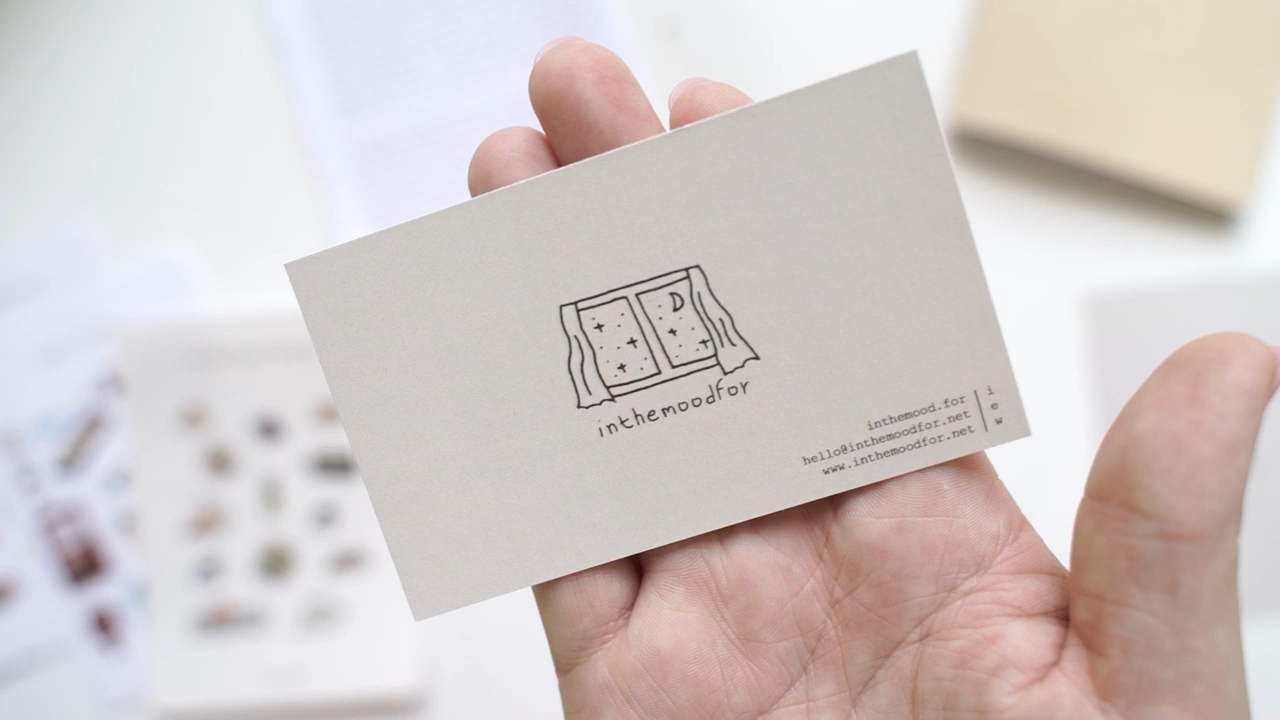 inthemoodfor
inthemood.for | i
hello@inthemoodfor.net | e
www.inthemoodfor.net | w